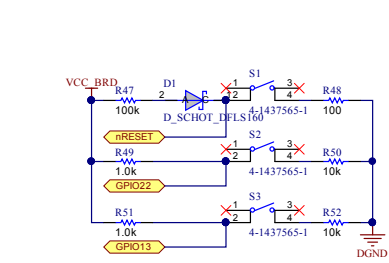 S1
VCC_BRD R47 D1 1 3 R48
2 A C 2 4
100k D_SCHOT_DFLS160 4-1437565-1 100
nRESET
S2
R49 1 3 R50
2 4
1.0k 4-1437565-1 10k
GPIO22
S3
R51 1 3 R52
2 4
1.0k 4-1437565-1 10k
GPIO13
DGND